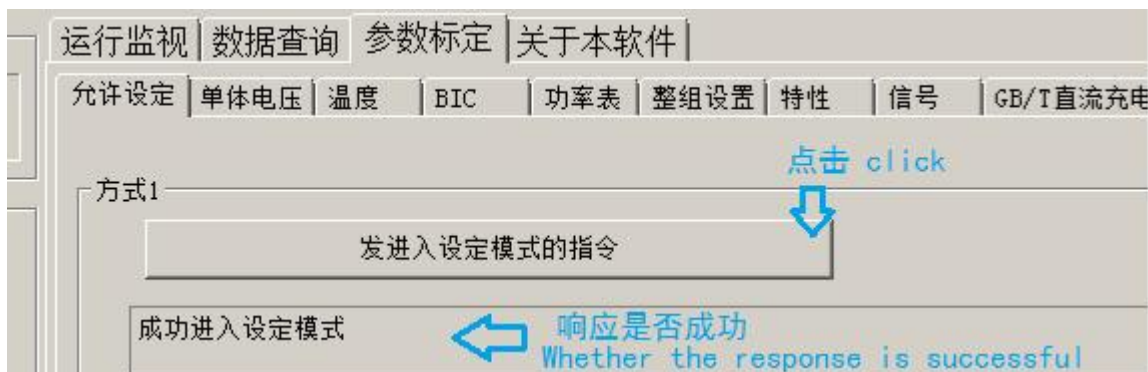 运行监视 数据查询 参数标定 关于本软件
允许设定 单体电压 温度 BIC 功率表 整组设置 特性 信号 GB/T直流充电
点击 click
方式1
发进入设定模式的指令
成功进入设定模式
响应是否成功
Whether the response is successful